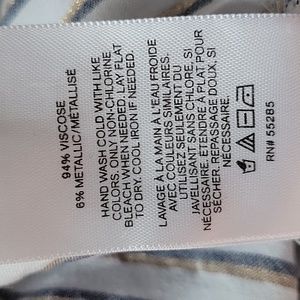 94% VISCOSE
6% METALLIC/MÉTALLISÉ
HAND WASH COLD WITH LIKE
COLORS. ONLY NON-CHLORINE
BLEACH WHEN NEEDED. LAY FLAT
TO DRY. COOL IRON IF NEEDED.
LAVAGE À LA MAIN À L'EAU FROIDE
AVEC COULEURS SIMILAIRES.
UTILISEZ SEULEMENT DU
JAVELLISANT SANS CHLORE, SI
NÉCESSAIRE. ÉTENDRE À PLAT POUR
SÉCHER. REPASSAGE DOUX, SI
NÉCESSAIRE.
RN# 55285